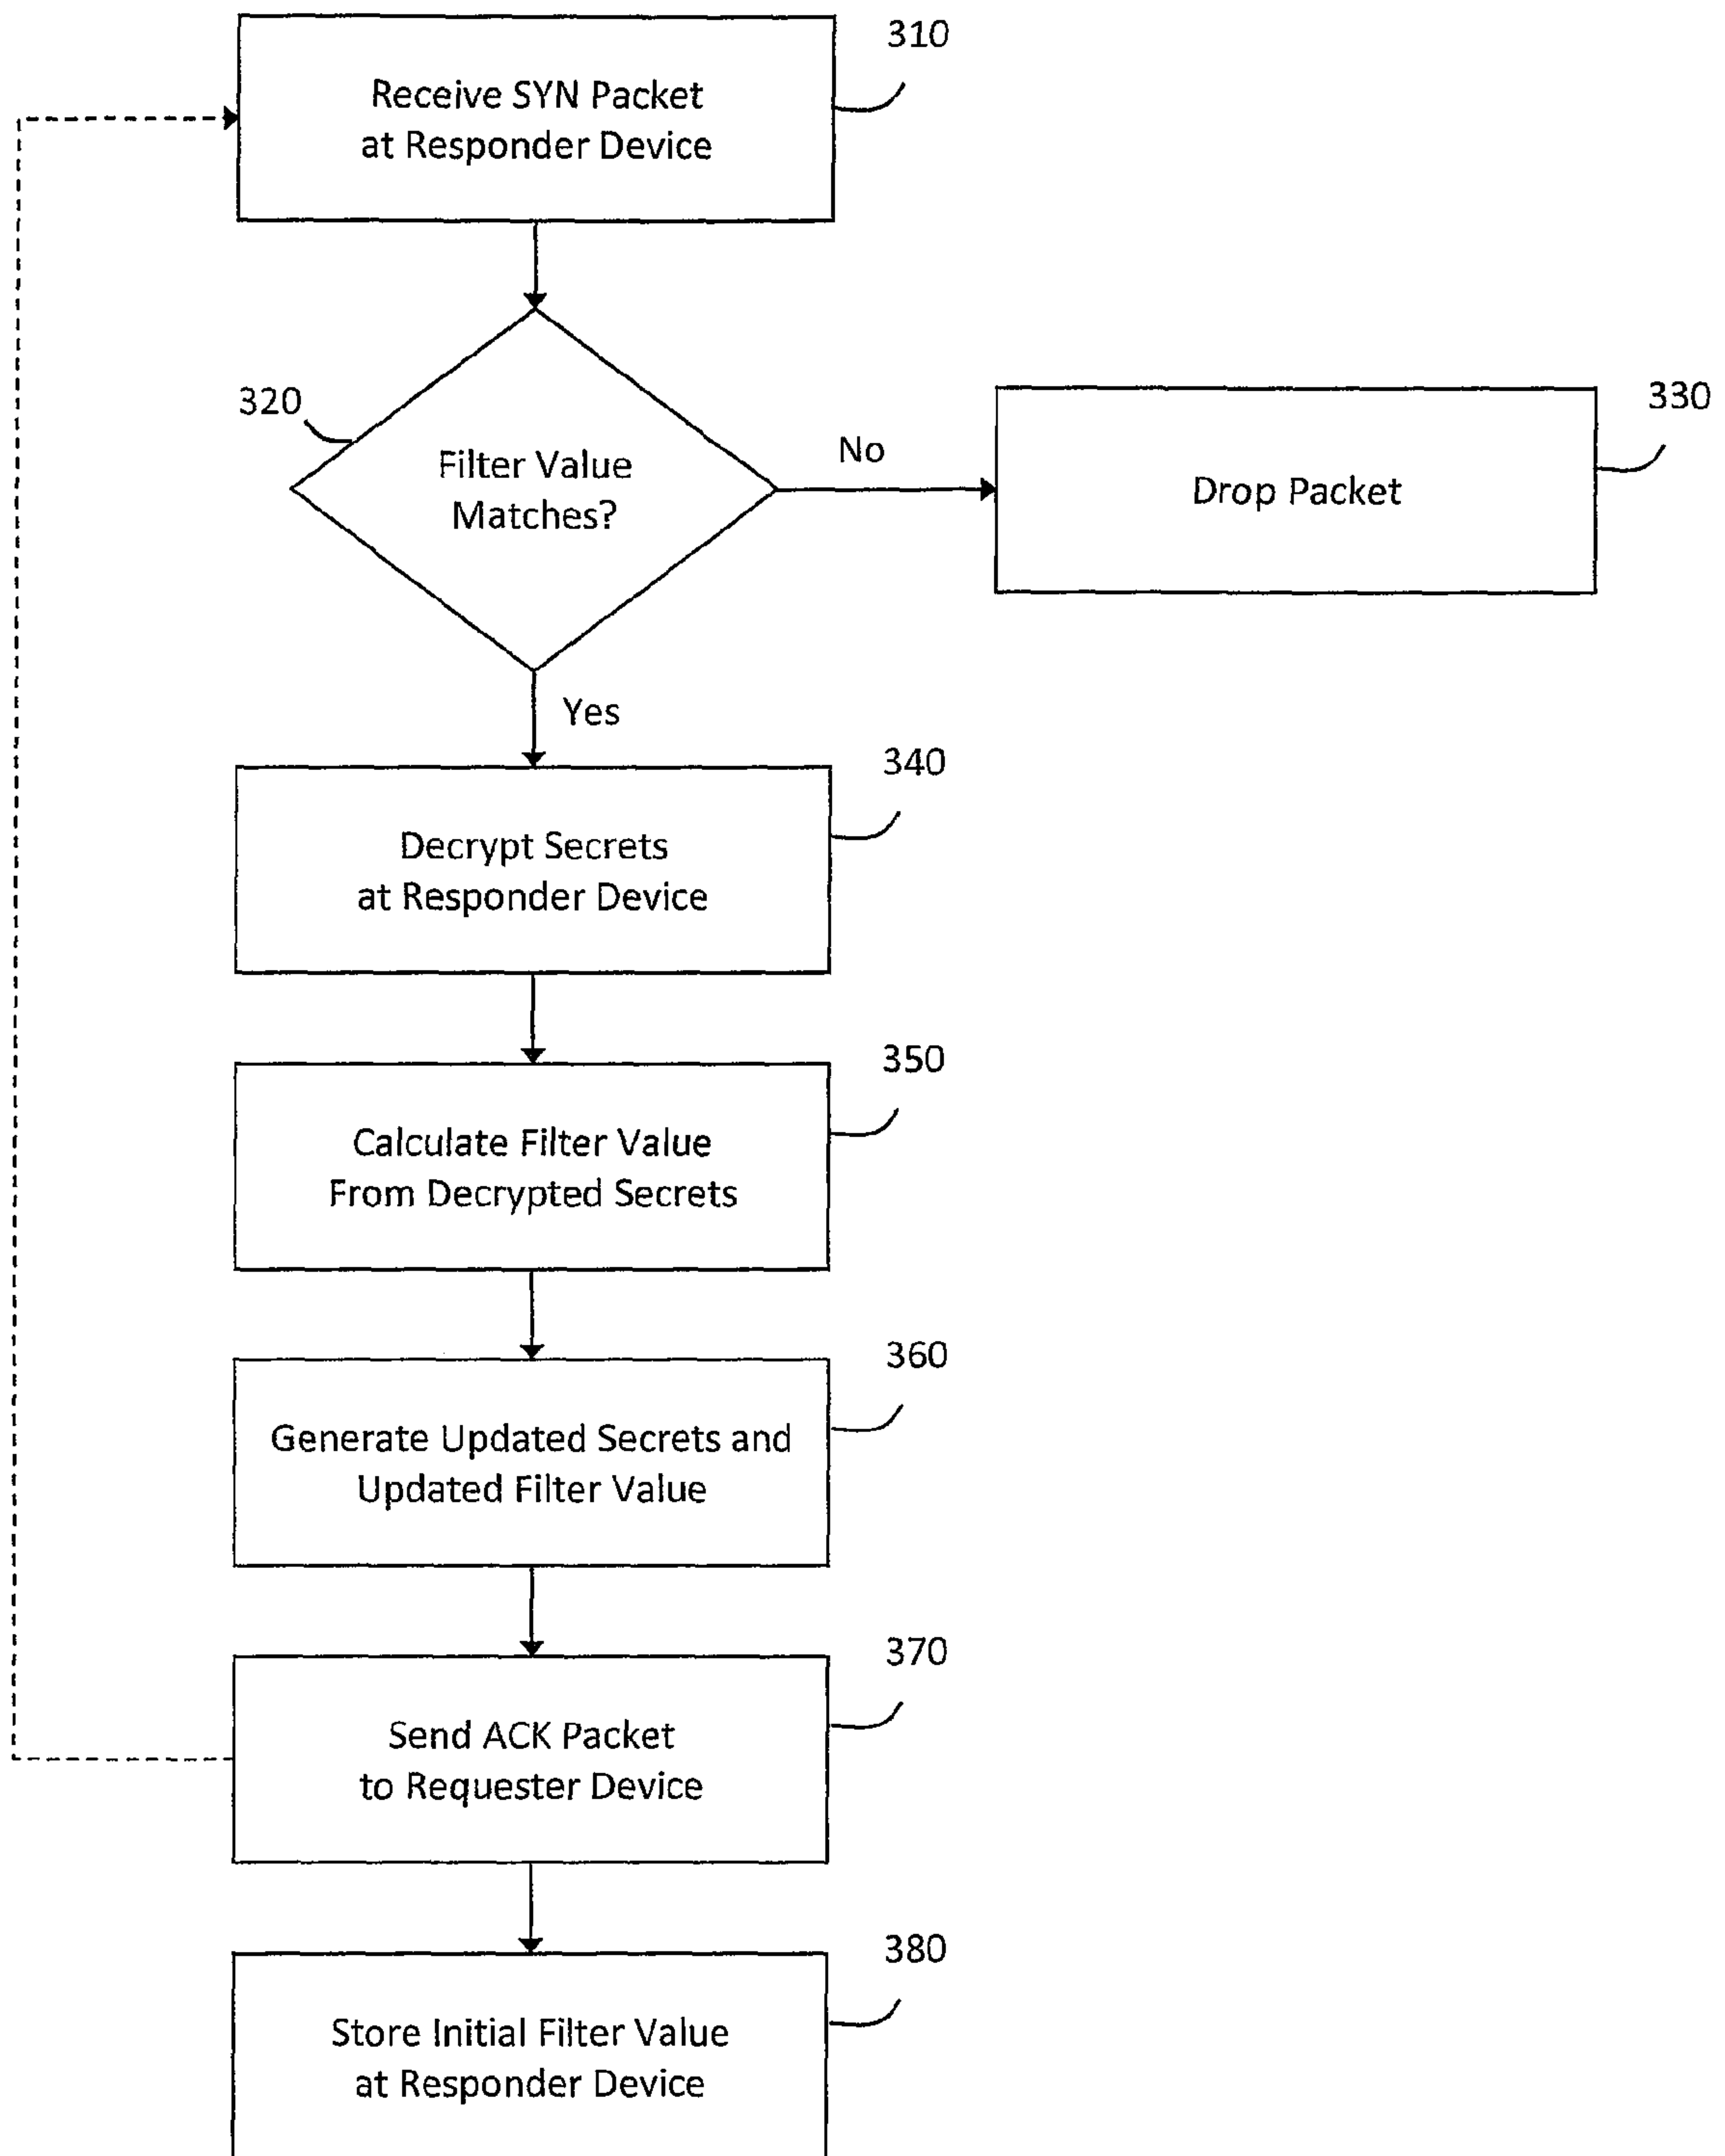 310
Receive SYN Packet
at Responder Device
320
Filter Value
Matches?
No
330
Drop Packet
Yes
340
Decrypt Secrets
at Responder Device
350
Calculate Filter Value
From Decrypted Secrets
360
Generate Updated Secrets and
Updated Filter Value
370
Send ACK Packet
to Requester Device
380
Store Initial Filter Value
at Responder Device